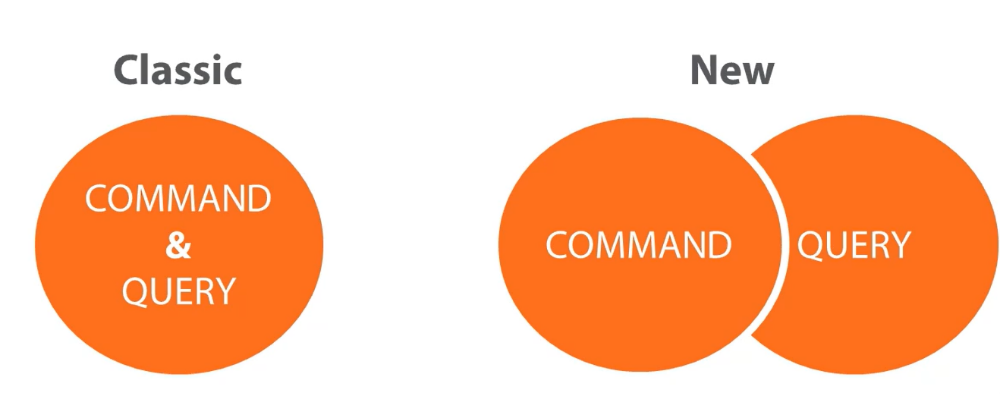 Classic
COMMAND
&
QUERY
New
COMMAND
QUERY